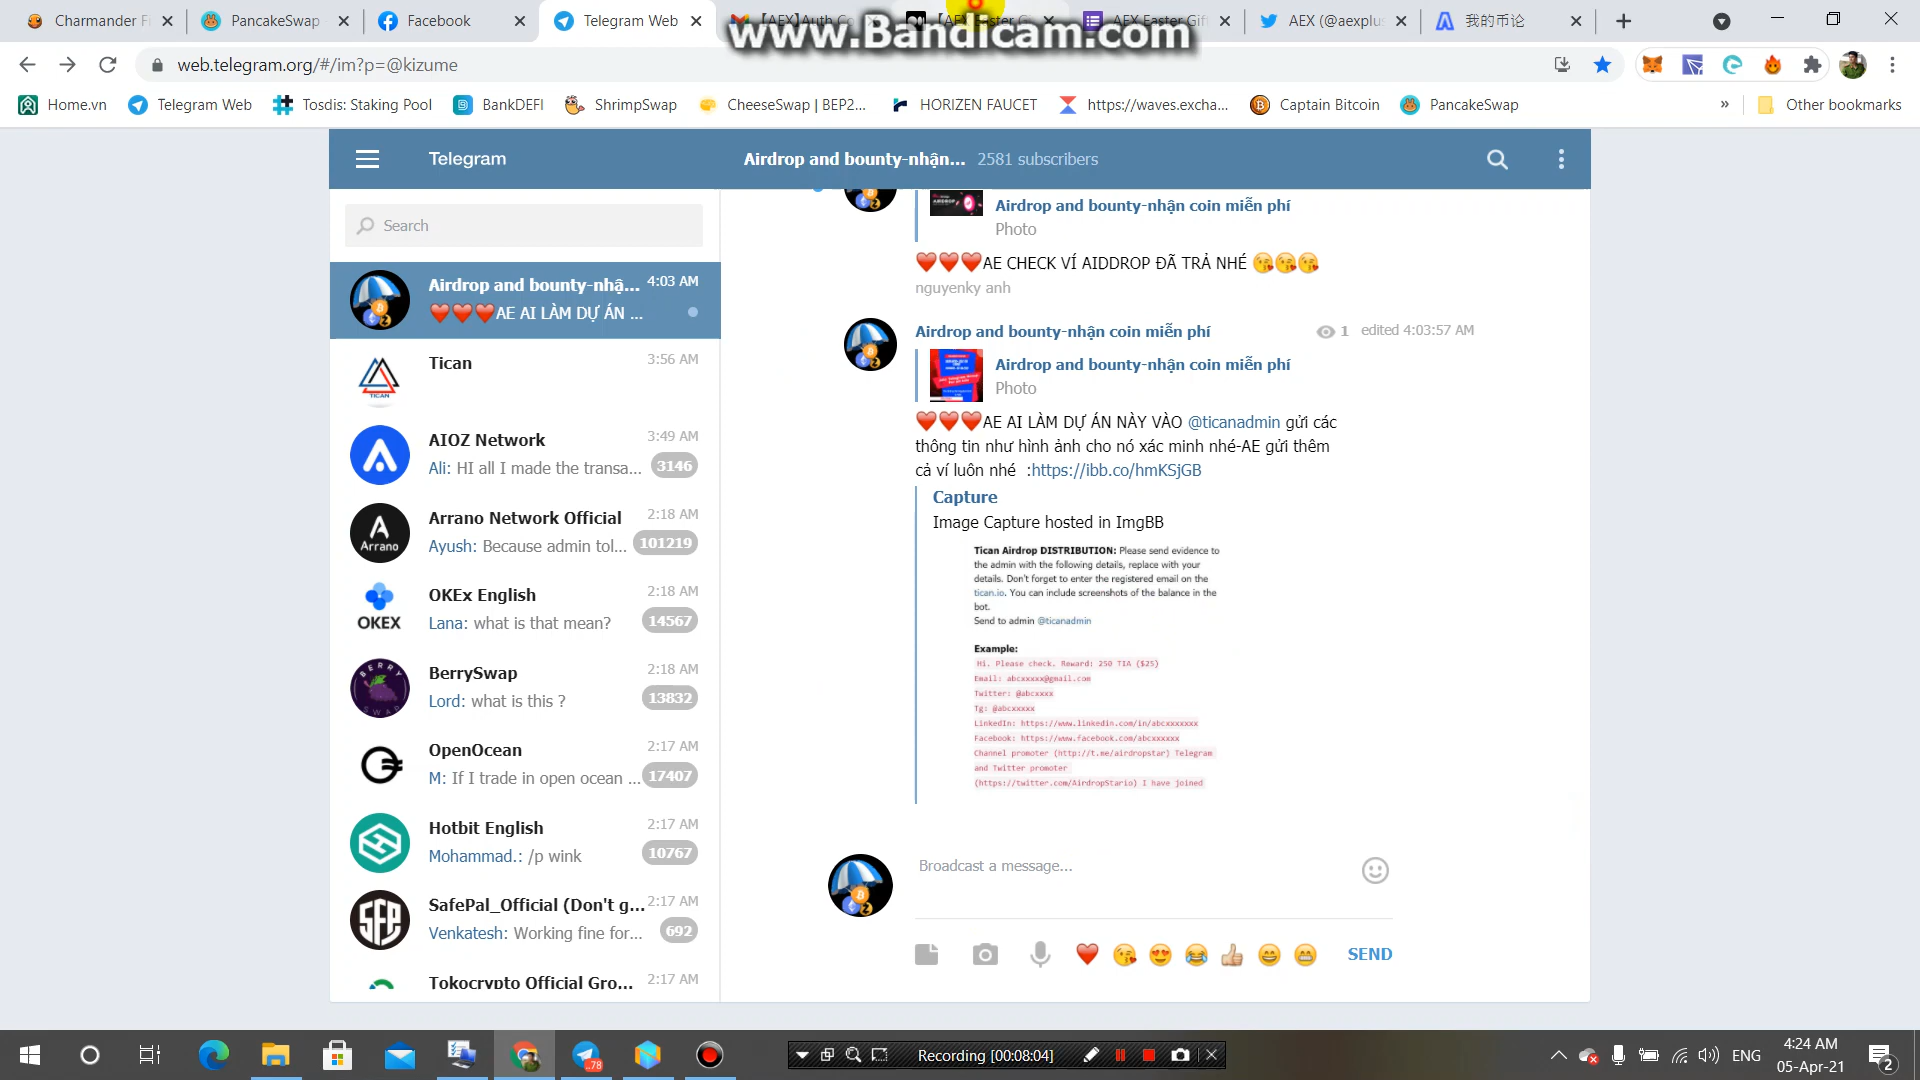 Charmander Fi
PancakeSwap
Facebook
Telegram Web
【AEX】Auth Co
【AEX Easter Gi
AEX Easter Gift
AEX (@aexplus
我的币论
www.Bandicam.com
web.telegram.org/#/im?p=@kizume
Home.vn
Telegram Web
Tosdis: Staking Pool
BankDEFI
ShrimpSwap
CheeseSwap | BEP2...
HORIZEN FAUCET
https://waves.excha...
Captain Bitcoin
PancakeSwap
»
Other bookmarks
Telegram
Airdrop and bounty-nhận... 2581 subscribers
Search
Airdrop and bounty-nhậ... 4:03 AM
❤❤❤AE AI LÀM DỰ ÁN ...
Tican 3:56 AM
TICAN
AIOZ Network 3:49 AM
Ali: HI all I made the transa... 3146
Arrano
Arrano Network Official 2:18 AM
Ayush: Because admin tol... 101219
OKEX
OKEx English 2:18 AM
Lana: what is that mean? 14567
BERRY
SWAP
BerrySwap 2:18 AM
Lord: what is this ? 13832
OpenOcean 2:17 AM
M: If I trade in open ocean ... 17407
Hotbit English 2:17 AM
Mohammad.: /p wink 10767
SFP
SafePal_Official (Don't g... 2:17 AM
Venkatesh: Working fine for... 692
Tokocrypto Official Gro... 2:17 AM
Airdrop and bounty-nhận coin miễn phí
Photo
❤❤❤AE CHECK VÍ AIDDROP ĐÃ TRẢ NHÉ 😘😘😘
nguyenky anh
Airdrop and bounty-nhận coin miễn phí 1 edited 4:03:57 AM
Airdrop and bounty-nhận coin miễn phí
Photo
❤❤❤AE AI LÀM DỰ ÁN NÀY VÀO @ticanadmin gửi các
thông tin như hình ảnh cho nó xác minh nhé-AE gửi thêm
cả ví luôn nhé :https://ibb.co/hmKSjGB
Capture
Image Capture hosted in ImgBB
Tican Airdrop DISTRIBUTION: Please send evidence to
the admin with the following details, replace with your
details. Don't forget to enter the registered email on the
tican.io. You can include screenshots of the balance in the
bot.
Send to admin @ticanadmin
Example:
Hi. Please check. Reward: 250 TIA ($25)
Email: abcxxxxx@gmail.com
Twitter: @abcxxxx
Tg: @abcxxxxx
LinkedIn: https://www.linkedin.com/in/abcxxxxxxx
Facebook: https://www.facebook.com/abcxxxxxx
Channel promoter (http://t.me/airdropstar) Telegram
and Twitter promoter
(https://twitter.com/AirdropStario) I have joined
Broadcast a message...
❤ 😘 😍 😂 👍 😄 😁 SEND
78
Recording [00:08:04]
ENG
4:24 AM
05-Apr-21
2